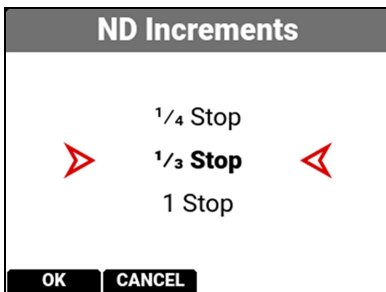 ND Increments
1/4 Stop
1/3 Stop
1 Stop
OK CANCEL